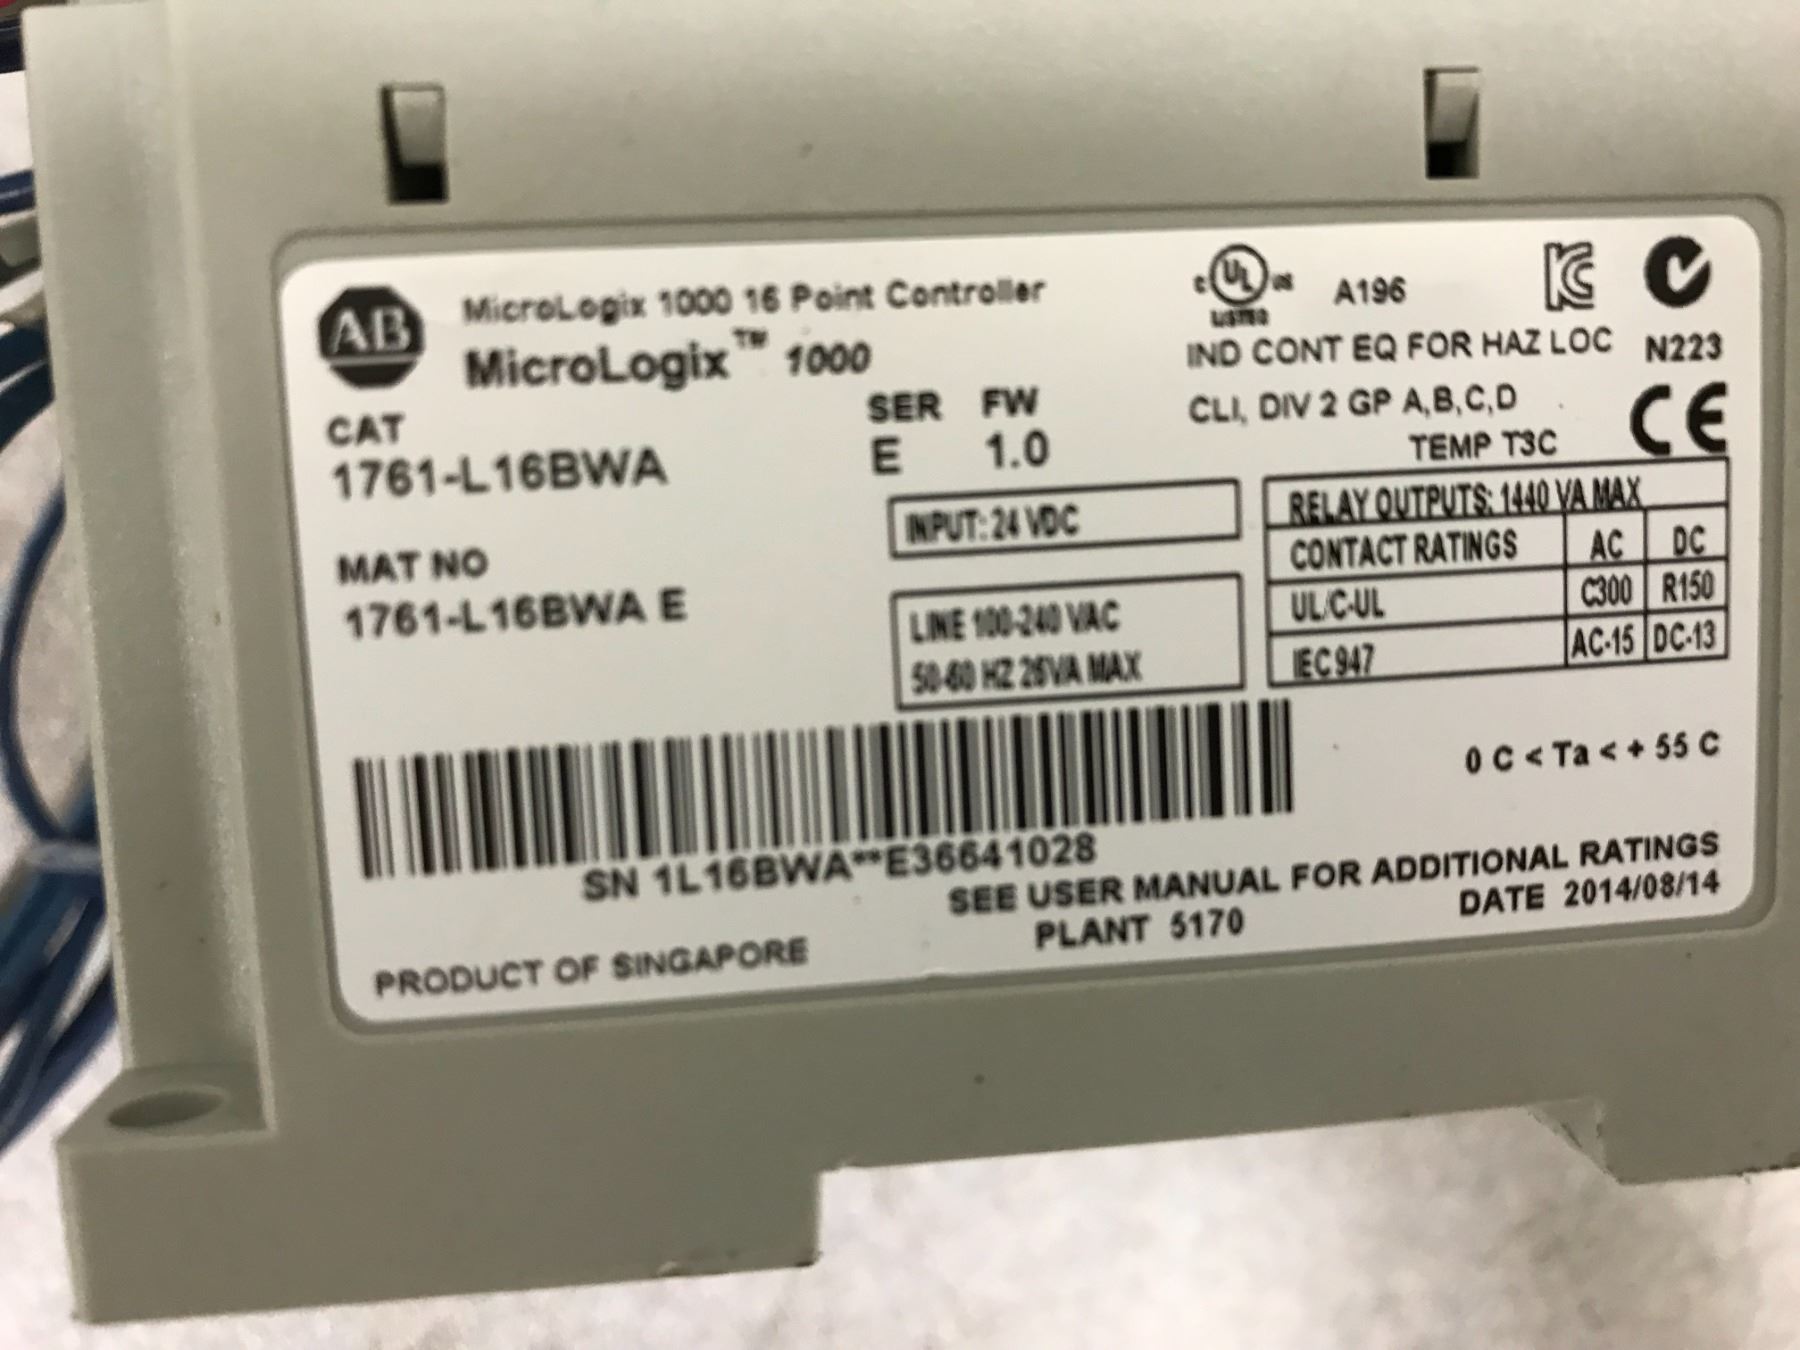 AB
MicroLogix 1000 16 Point Controller
MicroLogix™ 1000
CAT
1761-L16BWA
SER FW
E 1.0
MAT NO
1761-L16BWA E
INPUT: 24 VDC
LINE 100-240 VAC
50-60 HZ 26VA MAX
C UL US
LISTED
A196
IND CONT EQ FOR HAZ LOC
CLI, DIV 2 GP A,B,C,D
TEMP T3C
N223
CE
RELAY OUTPUTS: 1440 VA MAX
CONTACT RATINGS AC DC
UL/C-UL C300 R150
IEC947 AC-15 DC-13
0 C < Ta < + 55 C
SN 1L16BWA**E36641028
SEE USER MANUAL FOR ADDITIONAL RATINGS
PLANT 5170
DATE 2014/08/14
PRODUCT OF SINGAPORE